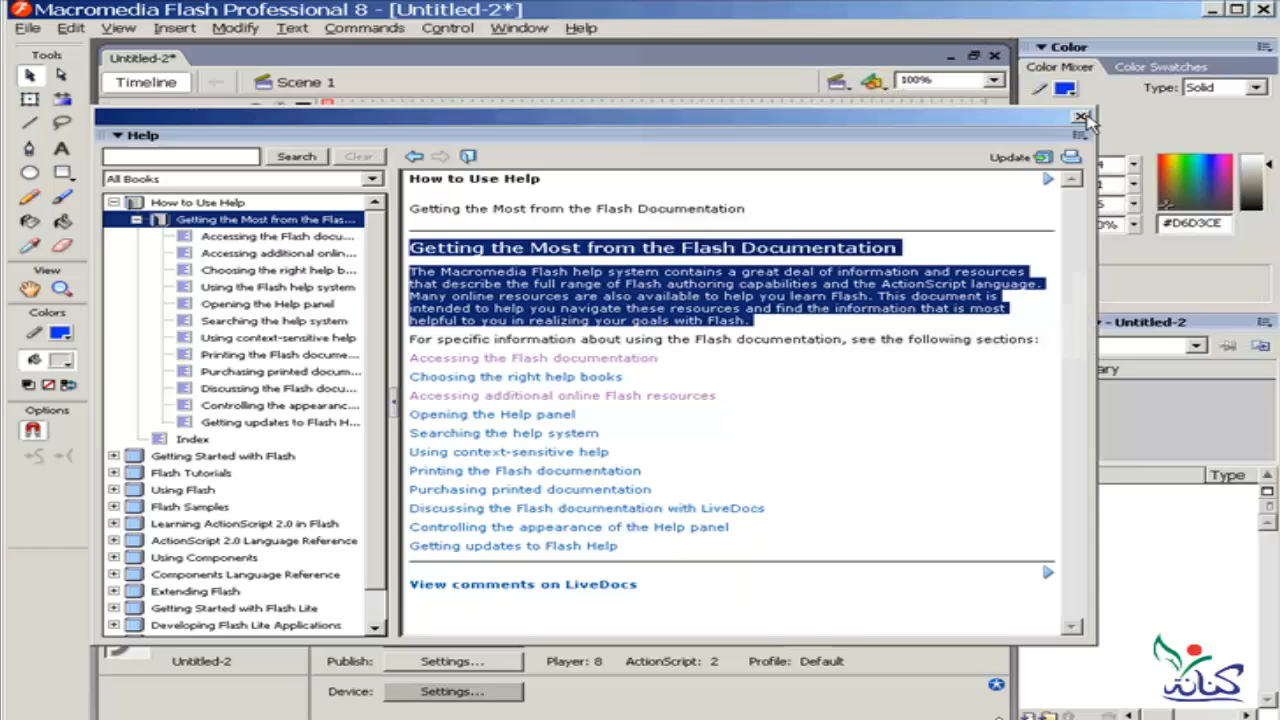 Macromedia Flash Professional 8 - [Untitled-2*]
File Edit View Insert Modify Text Commands Control Window Help
Tools
Untitled-2*
Color
Color Mixer
Color Swatches
Timeline
Scene 1
100%
Type:
Solid
Help
Search
Clear
Update
All Books
How to Use Help
Getting the Most from the Flas...
Accessing the Flash docu...
Accessing additional onlin...
Choosing the right help b...
Using the Flash help system
Opening the Help panel
Searching the help system
Using context-sensitive help
Printing the Flash docume...
Purchasing printed docum...
Discussing the Flash docu...
Controlling the appearanc...
Getting updates to Flash H...
Index
Getting Started with Flash
Flash Tutorials
Using Flash
Flash Samples
Learning ActionScript 2.0 in Flash
ActionScript 2.0 Language Reference
Using Components
Components Language Reference
Extending Flash
Getting Started with Flash Lite
Developing Flash Lite Applications
How to Use Help
Getting the Most from the Flash Documentation
Getting the Most from the Flash Documentation
The Macromedia Flash help system contains a great deal of information and resources
that describe the full range of Flash authoring capabilities and the ActionScript language.
Many online resources are also available to help you learn Flash. This document is
intended to help you navigate these resources and find the information that is most
helpful to you in realizing your goals with Flash.
For specific information about using the Flash documentation, see the following sections:
Accessing the Flash documentation
Choosing the right help books
Accessing additional online Flash resources
Opening the Help panel
Searching the help system
Using context-sensitive help
Printing the Flash documentation
Purchasing printed documentation
Discussing the Flash documentation with LiveDocs
Controlling the appearance of the Help panel
Getting updates to Flash Help
View comments on LiveDocs
View
Colors
Options
#D6D3CE
- Untitled-2
Type
Untitled-2
Publish:
Settings...
Player: 8
ActionScript: 2
Profile: Default
Device:
Settings...
كنانة